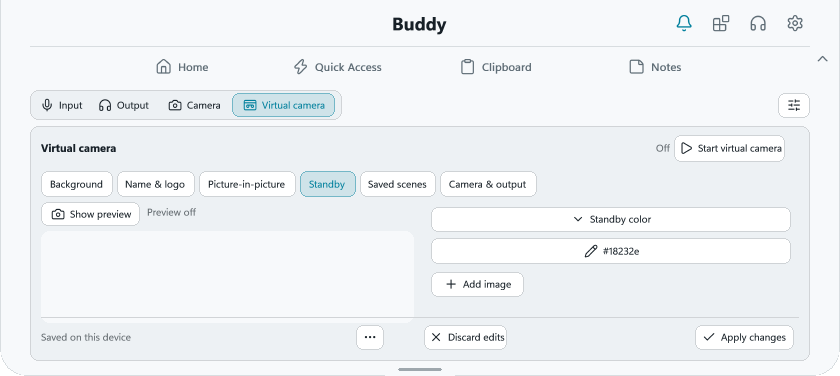 Buddy
Home
Quick Access
Clipboard
Notes
Input
Output
Camera
Virtual camera
Virtual camera
Off
Start virtual camera
Background
Name & logo
Picture-in-picture
Standby
Saved scenes
Camera & output
Show preview
Preview off
Standby color
#18232e
Add image
Saved on this device
Discard edits
Apply changes